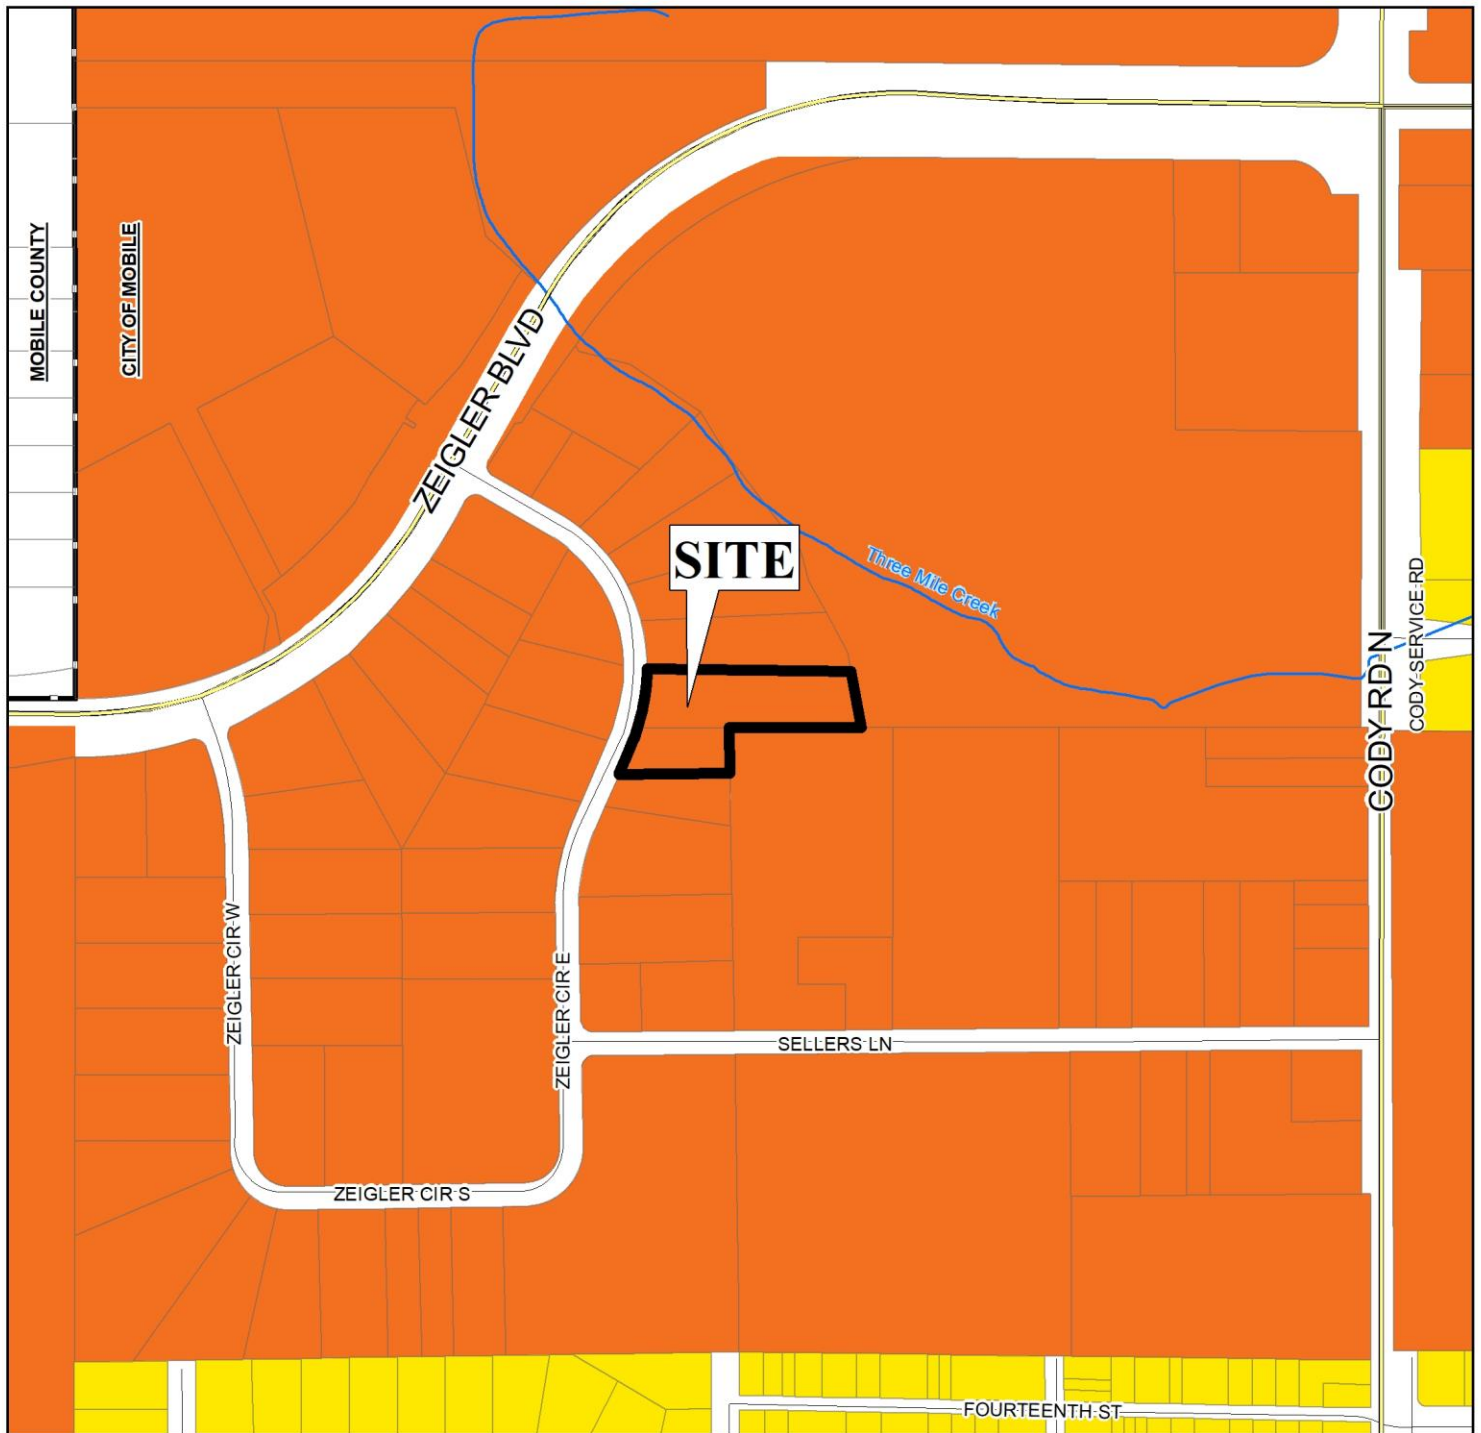 MOBILE COUNTY
CITY OF MOBILE
ZEIGLER BLVD
SITE
Three Mile Creek
CODY SERVICE RD
CODY RD N
ZEIGLER CIR W
ZEIGLER CIR E
SELLERS LN
ZEIGLER CIR S
FOURTEENTH ST